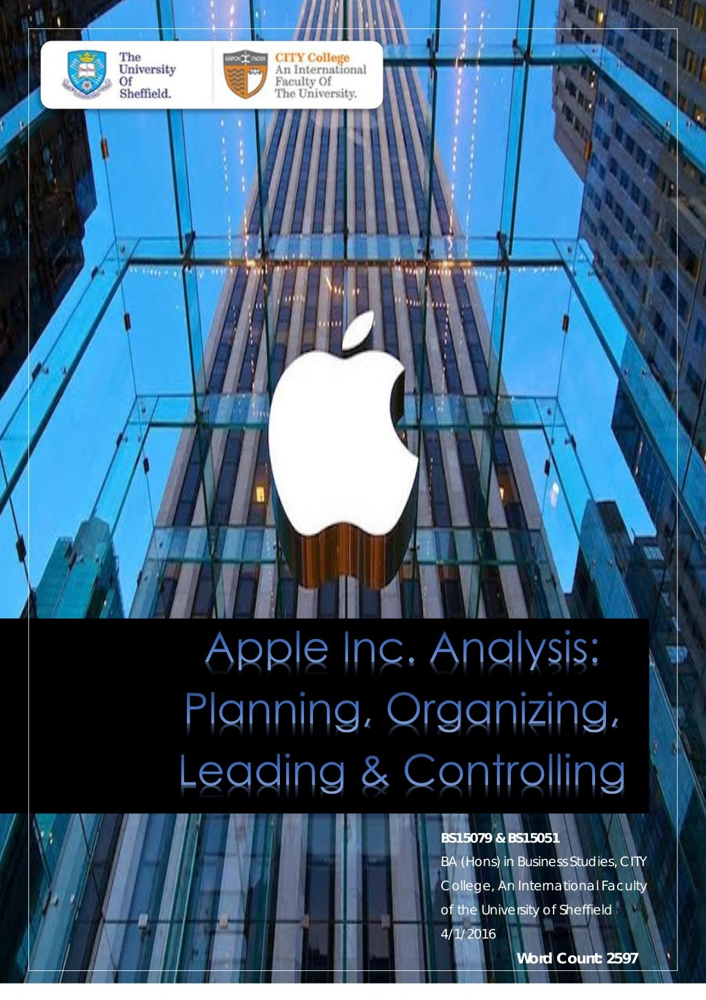 The
University
Of
Sheffield.
CITY College
An International
Faculty Of
The University.
Apple Inc. Analysis:
Planning, Organizing,
Leading & Controlling
BS15079 & BS15051
BA (Hons) in Business Studies, CITY
College, An International Faculty
of the University of Sheffield
4/1/2016
Word Count: 2597